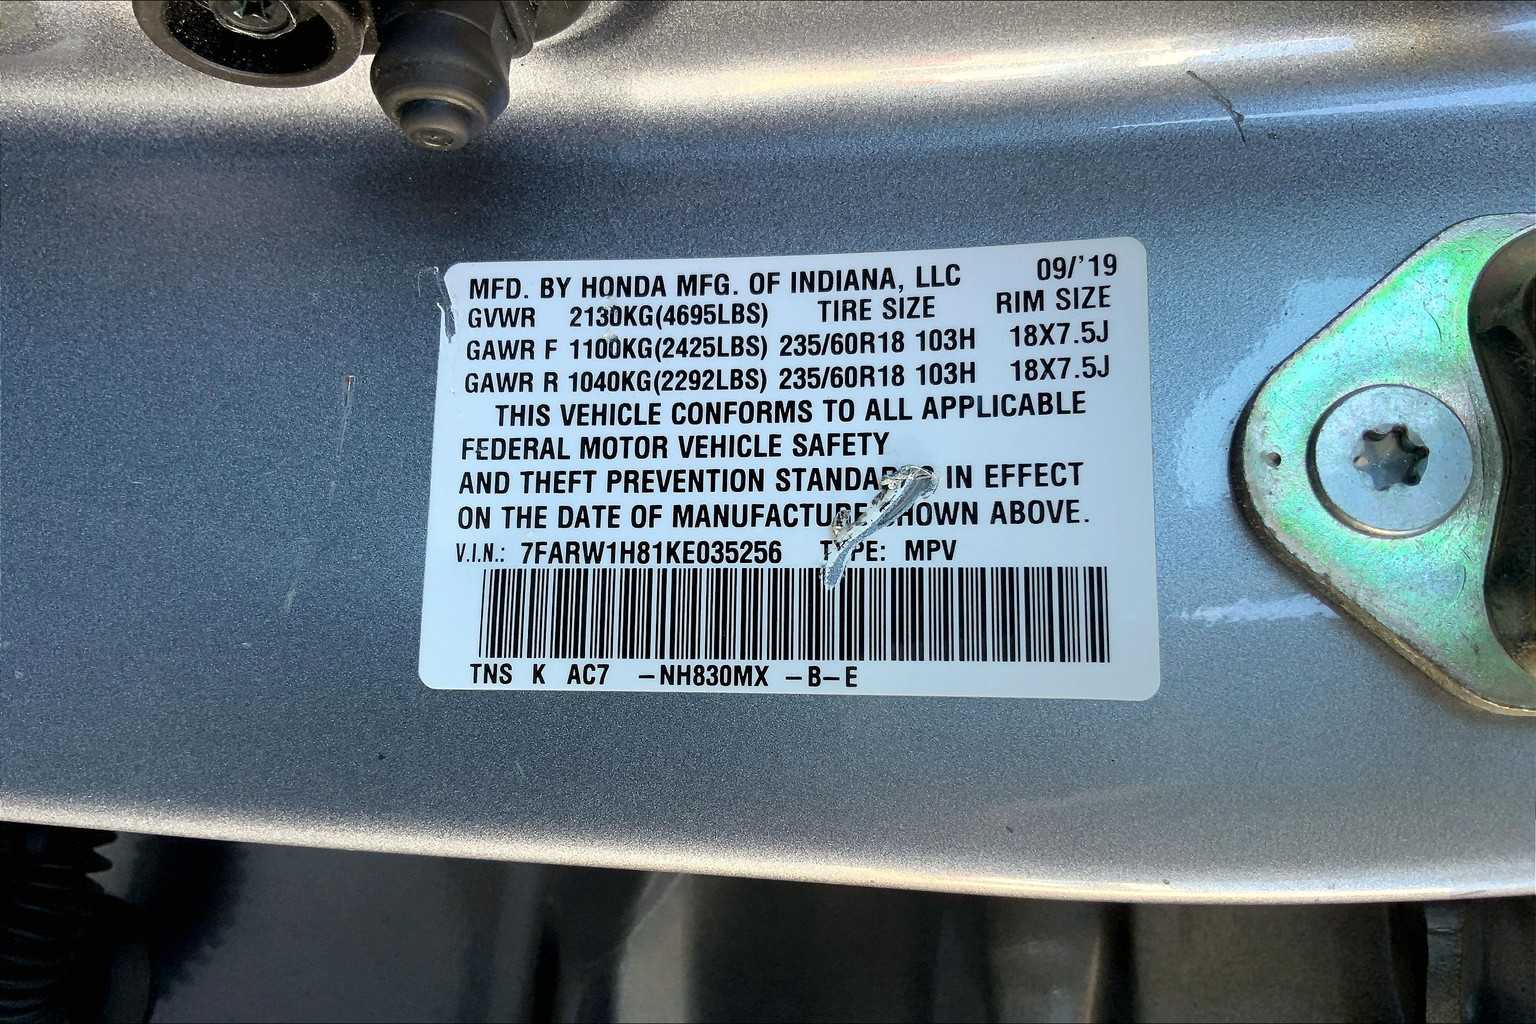 MFD. BY HONDA MFG. OF INDIANA, LLC 09/'19
GVWR 2130KG(4695LBS) TIRE SIZE RIM SIZE
GAWR F 1100KG(2425LBS) 235/60R18 103H 18X7.5J
GAWR R 1040KG(2292LBS) 235/60R18 103H 18X7.5J
THIS VEHICLE CONFORMS TO ALL APPLICABLE
FEDERAL MOTOR VEHICLE SAFETY
AND THEFT PREVENTION STANDARDS IN EFFECT
ON THE DATE OF MANUFACTURE SHOWN ABOVE.
V.I.N.: 7FARW1H81KE035256 TYPE: MPV
TNS K AC7 -NH830MX -B-E